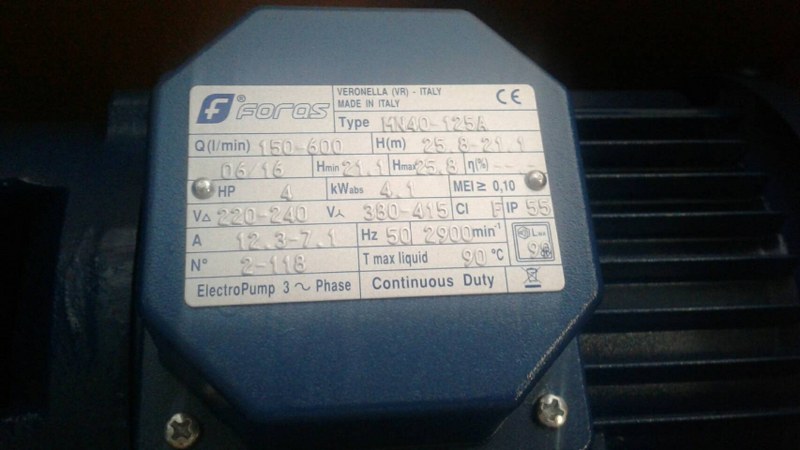 Foras ® VERONELLA (VR) - ITALY
MADE IN ITALY
Type MN40-125A
Q(l/min) 150-600 H(m) 25.8-21.1
06/16 Hmin 21.1 Hmax 25.8 η(%) ---
HP 4 kWabs 4.1 MEI ≥ 0,10
V△ 220-240 V⅄ 380-415 Cl F IP 55
A 12.3-7.1 Hz 50 2900min⁻¹
N° 2-118 T max liquid 90 °C
ElectroPump 3 ~ Phase Continuous Duty
CE